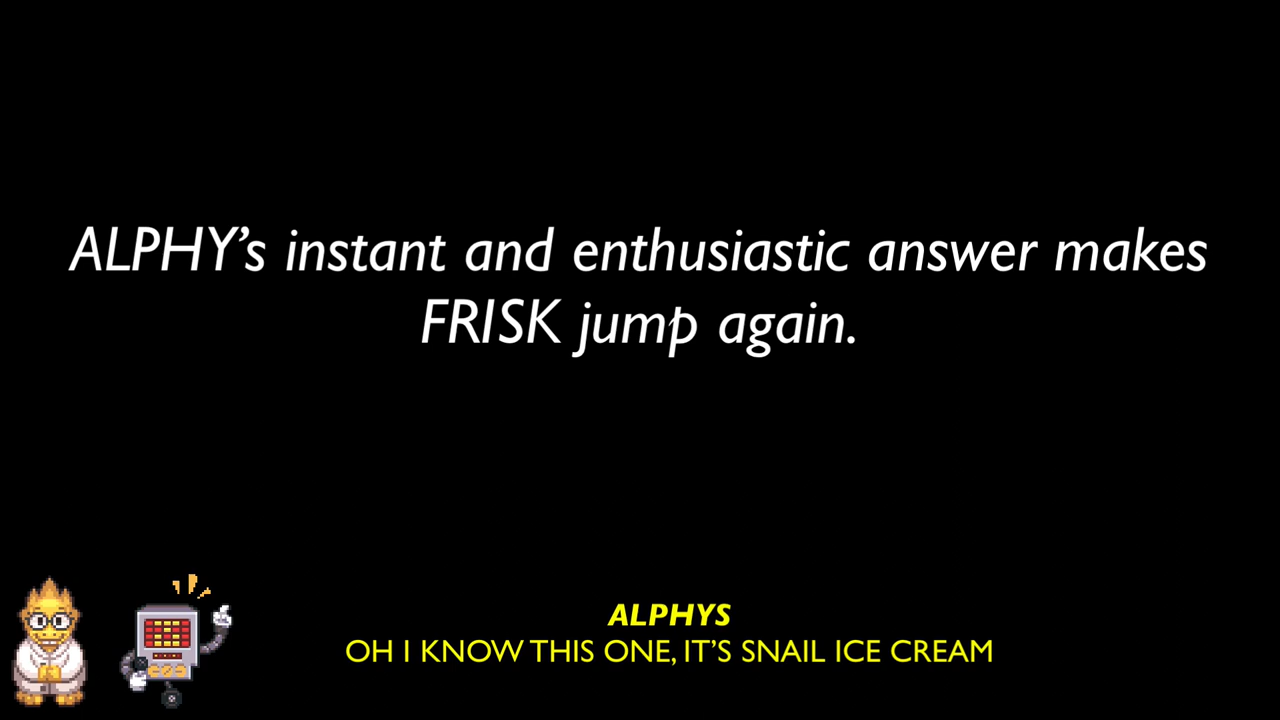 ALPHY’s instant and enthusiastic answer makes
FRISK jump again.
ALPHYS
OH I KNOW THIS ONE, IT’S SNAIL ICE CREAM